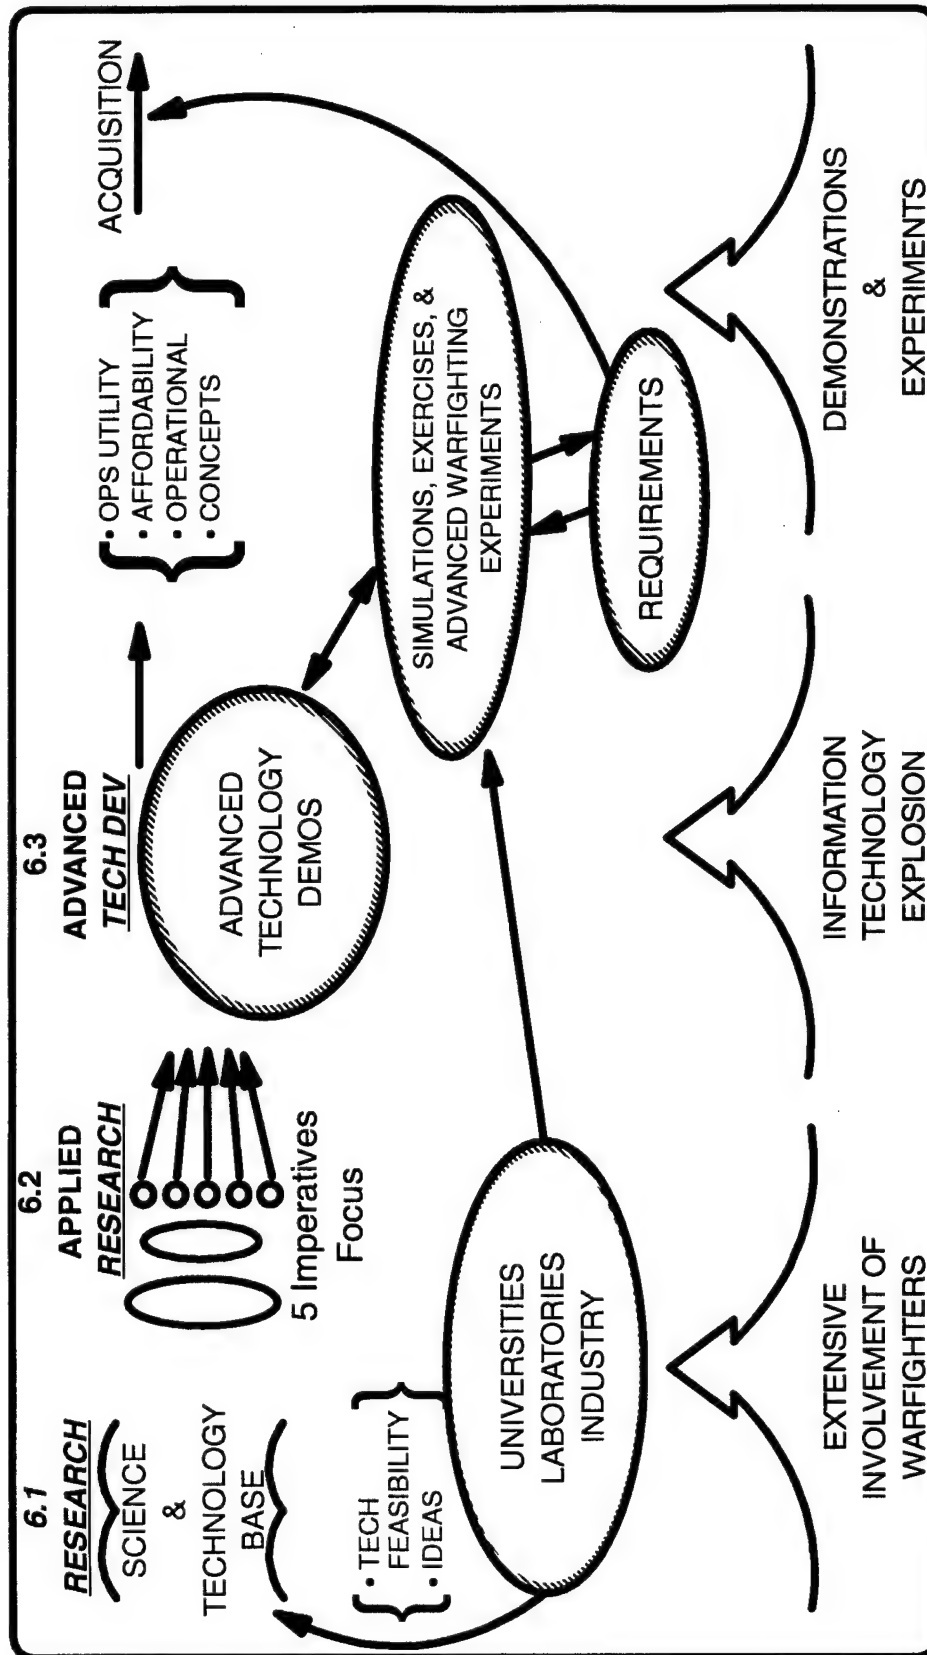 6.1
RESEARCH
SCIENCE
&
TECHNOLOGY
BASE
6.2
APPLIED
RESEARCH
5 Imperatives
Focus
6.3
ADVANCED
TECH DEV
ADVANCED
TECHNOLOGY
DEMOS
• OPS UTILITY
• AFFORDABILITY
• OPERATIONAL
• CONCEPTS
ACQUISITION
• TECH
FEASIBILITY
• IDEAS
UNIVERSITIES
LABORATORIES
INDUSTRY
SIMULATIONS, EXERCISES, &
ADVANCED WARFIGHTING
EXPERIMENTS
REQUIREMENTS
EXTENSIVE
INVOLVEMENT OF
WARFIGHTERS
INFORMATION
TECHNOLOGY
EXPLOSION
DEMONSTRATIONS
&
EXPERIMENTS